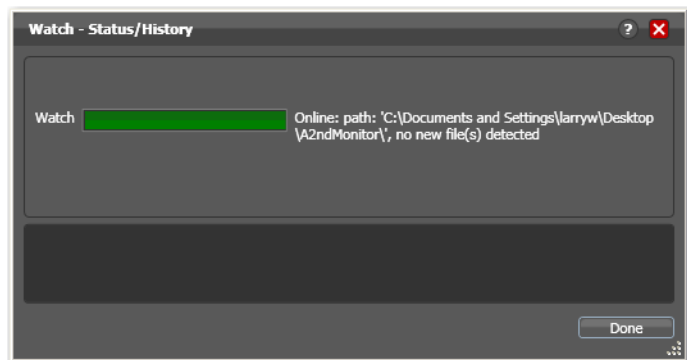 Watch - Status/History
?
Watch
Online: path: 'C:\Documents and Settings\larryw\Desktop
\A2ndMonitor\', no new file(s) detected
Done